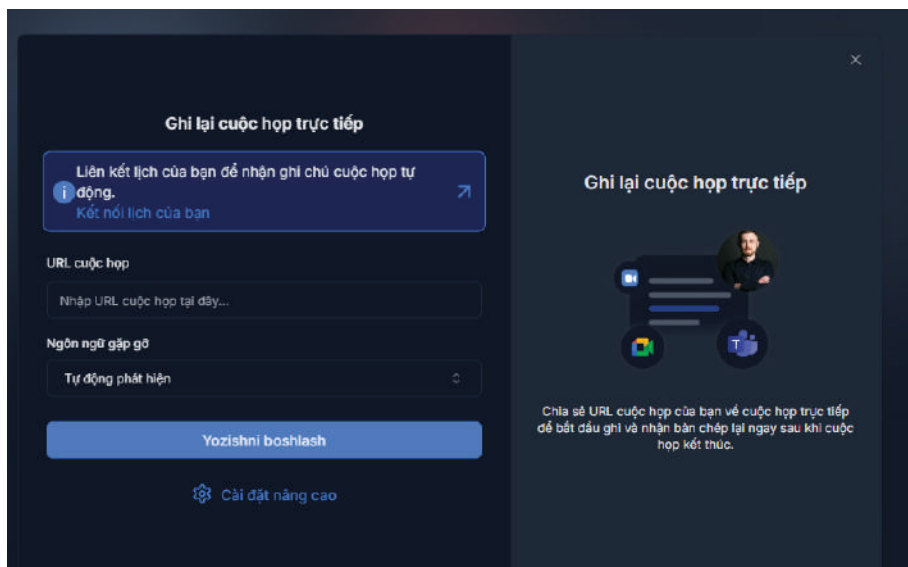 Ghi lại cuộc họp trực tiếp
Liên kết lịch của bạn để nhận ghi chú cuộc họp tự
động.
Kết nối lịch của bạn
URL cuộc họp
Nhập URL cuộc họp tại đây...
Ngôn ngữ gặp gỡ
Tự động phát hiện
Yozishni boshlash
Cài đặt nâng cao
Ghi lại cuộc họp trực tiếp
Chia sẻ URL cuộc họp của bạn về cuộc họp trực tiếp
để bắt đầu ghi và nhận bản chép lại ngay sau khi cuộc
họp kết thúc.